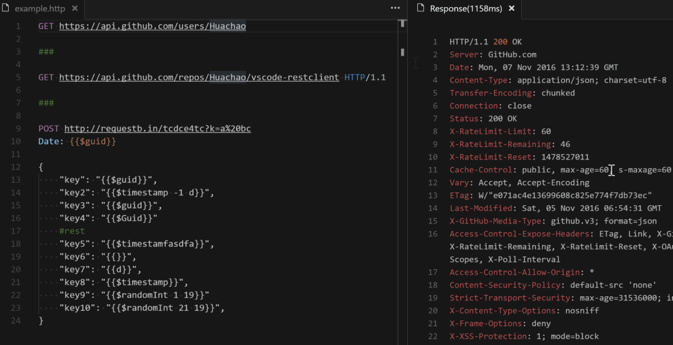 example.http
1 GET https://api.github.com/users/Huachao
2
3 ###
4
5 GET https://api.github.com/repos/Huachao/vscode-restclient HTTP/1.1
6
7 ###
8
9 POST http://requestb.in/tcdce4tc?k=a%20bc
10 Date: {{$guid}}
11
12 {
13 "key": "{{$guid}}",
14 "key2": "{{$timestamp -1 d}}",
15 "key3": "{{$guid}}",
16 "key4": "{{$Guid}}"
17 #rest
18 "key5": "{{$timestamfasdfa}}",
19 "key6": "{{}}",
20 "key7": "{{d}}",
21 "key8": "{{$timestamp}}",
22 "key9": "{{$randomInt 1 19}}"
23 "key10": "{{$randomInt 21 19}}",
24 }
Response(1158ms)
1 HTTP/1.1 200 OK
2 Server: GitHub.com
3 Date: Mon, 07 Nov 2016 13:12:39 GMT
4 Content-Type: application/json; charset=utf-8
5 Transfer-Encoding: chunked
6 Connection: close
7 Status: 200 OK
8 X-RateLimit-Limit: 60
9 X-RateLimit-Remaining: 46
10 X-RateLimit-Reset: 1478527011
11 Cache-Control: public, max-age=60, s-maxage=60
12 Vary: Accept, Accept-Encoding
13 ETag: W/"e071ac4e13699608c825e774f7db73ec"
14 Last-Modified: Sat, 05 Nov 2016 06:54:31 GMT
15 X-GitHub-Media-Type: github.v3; format=json
16 Access-Control-Expose-Headers: ETag, Link, X-Gi
X-RateLimit-Remaining, X-RateLimit-Reset, X-OAu
Scopes, X-Poll-Interval
17 Access-Control-Allow-Origin: *
18 Content-Security-Policy: default-src 'none'
19 Strict-Transport-Security: max-age=31536000; in
20 X-Content-Type-Options: nosniff
21 X-Frame-Options: deny
22 X-XSS-Protection: 1; mode=block